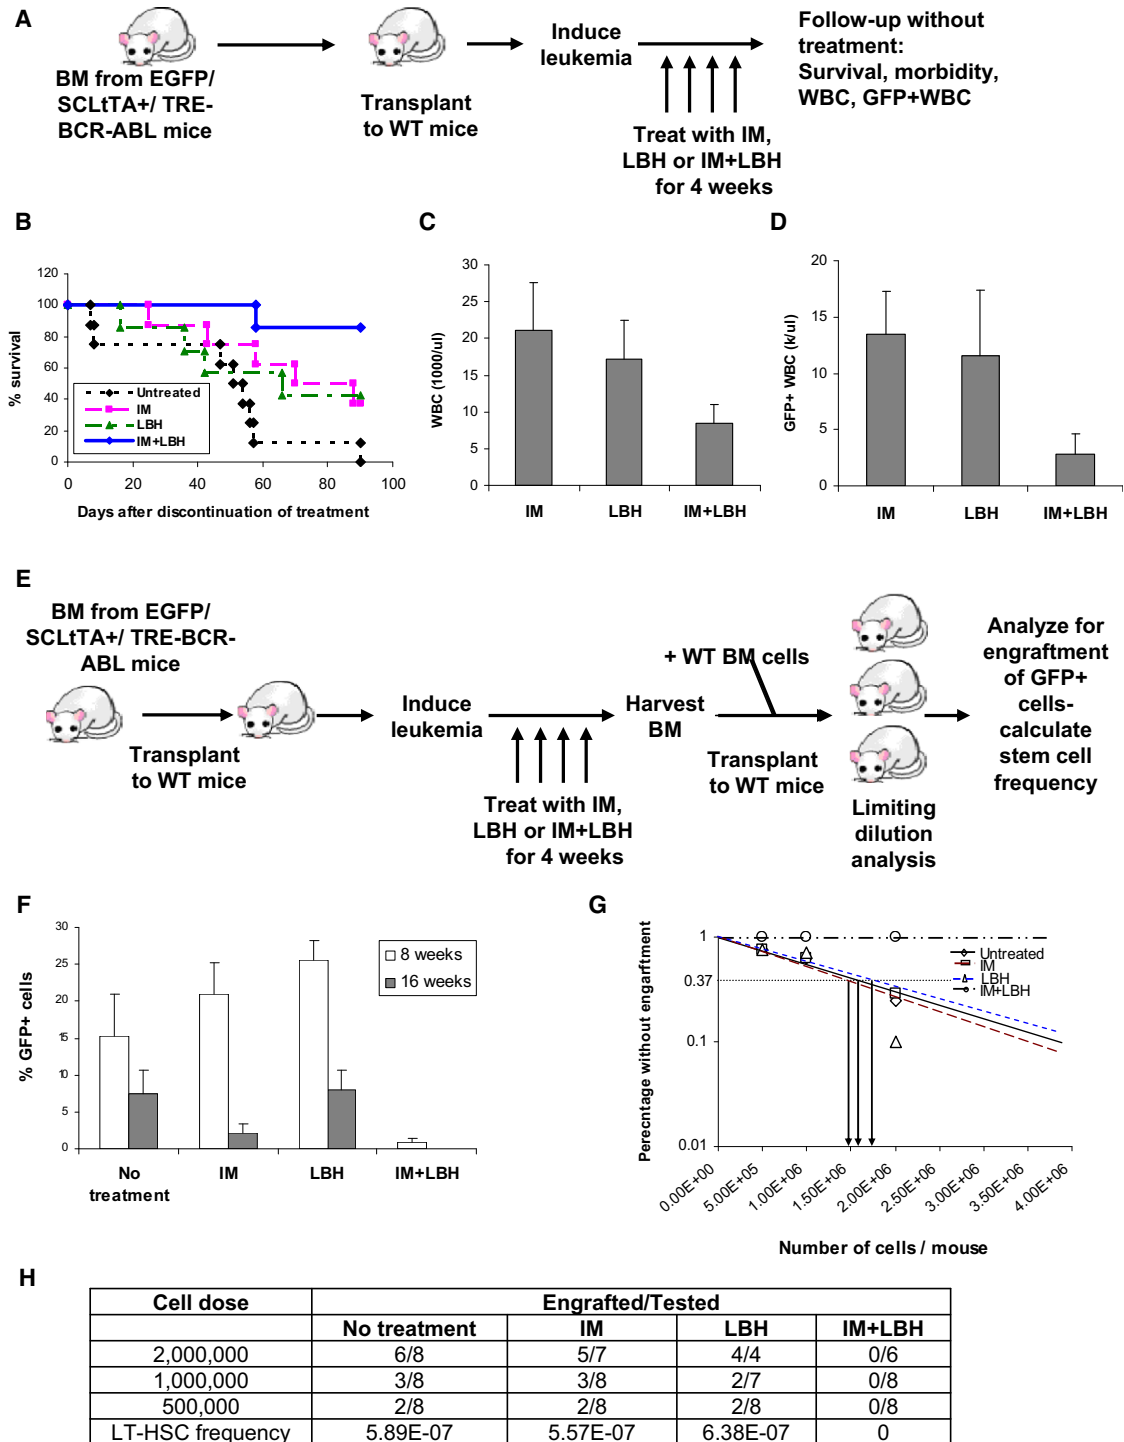 A
BM from EGFP/
SCLtTA+/ TRE-
BCR-ABL mice
Transplant
to WT mice
Induce
leukemia
Treat with IM,
LBH or IM+LBH
for 4 weeks
Follow-up without
treatment:
Survival, morbidity,
WBC, GFP+WBC
B
% survival
120
100
80
60
40
20
0
Untreated
IM
LBH
IM+LBH
0 20 40 60 80 100
Days after discontinuation of treatment
C
WBC (1000/ul)
30
25
20
15
10
5
0
IM LBH IM+LBH
D
GFP+ WBC (k/ul)
20
15
10
5
0
IM LBH IM+LBH
E
BM from EGFP/
SCLtTA+/ TRE-BCR-
ABL mice
Transplant
to WT mice
Induce
leukemia
Treat with IM,
LBH or IM+LBH
for 4 weeks
+ WT BM cells
Harvest
BM
Transplant
to WT mice
Limiting
dilution
analysis
Analyze for
engraftment
of GFP+
cells-
calculate
stem cell
frequency
F
% GFP+ cells
30
25
20
15
10
5
0
8 weeks
16 weeks
No
treatment
IM LBH IM+LBH
G
Perecntage without engarftment
1
0.37
0.1
0.01
Untreated
IM
LBH
IM+LBH
0.00E+00 5.00E+05 1.00E+06 1.50E+06 2.00E+06 2.50E+06 3.00E+06 3.50E+06 4.00E+06
Number of cells / mouse
H
Cell dose Engrafted/Tested
No treatment IM LBH IM+LBH
2,000,000 6/8 5/7 4/4 0/6
1,000,000 3/8 3/8 2/7 0/8
500,000 2/8 2/8 2/8 0/8
LT-HSC frequency 5.89E-07 5.57E-07 6.38E-07 0